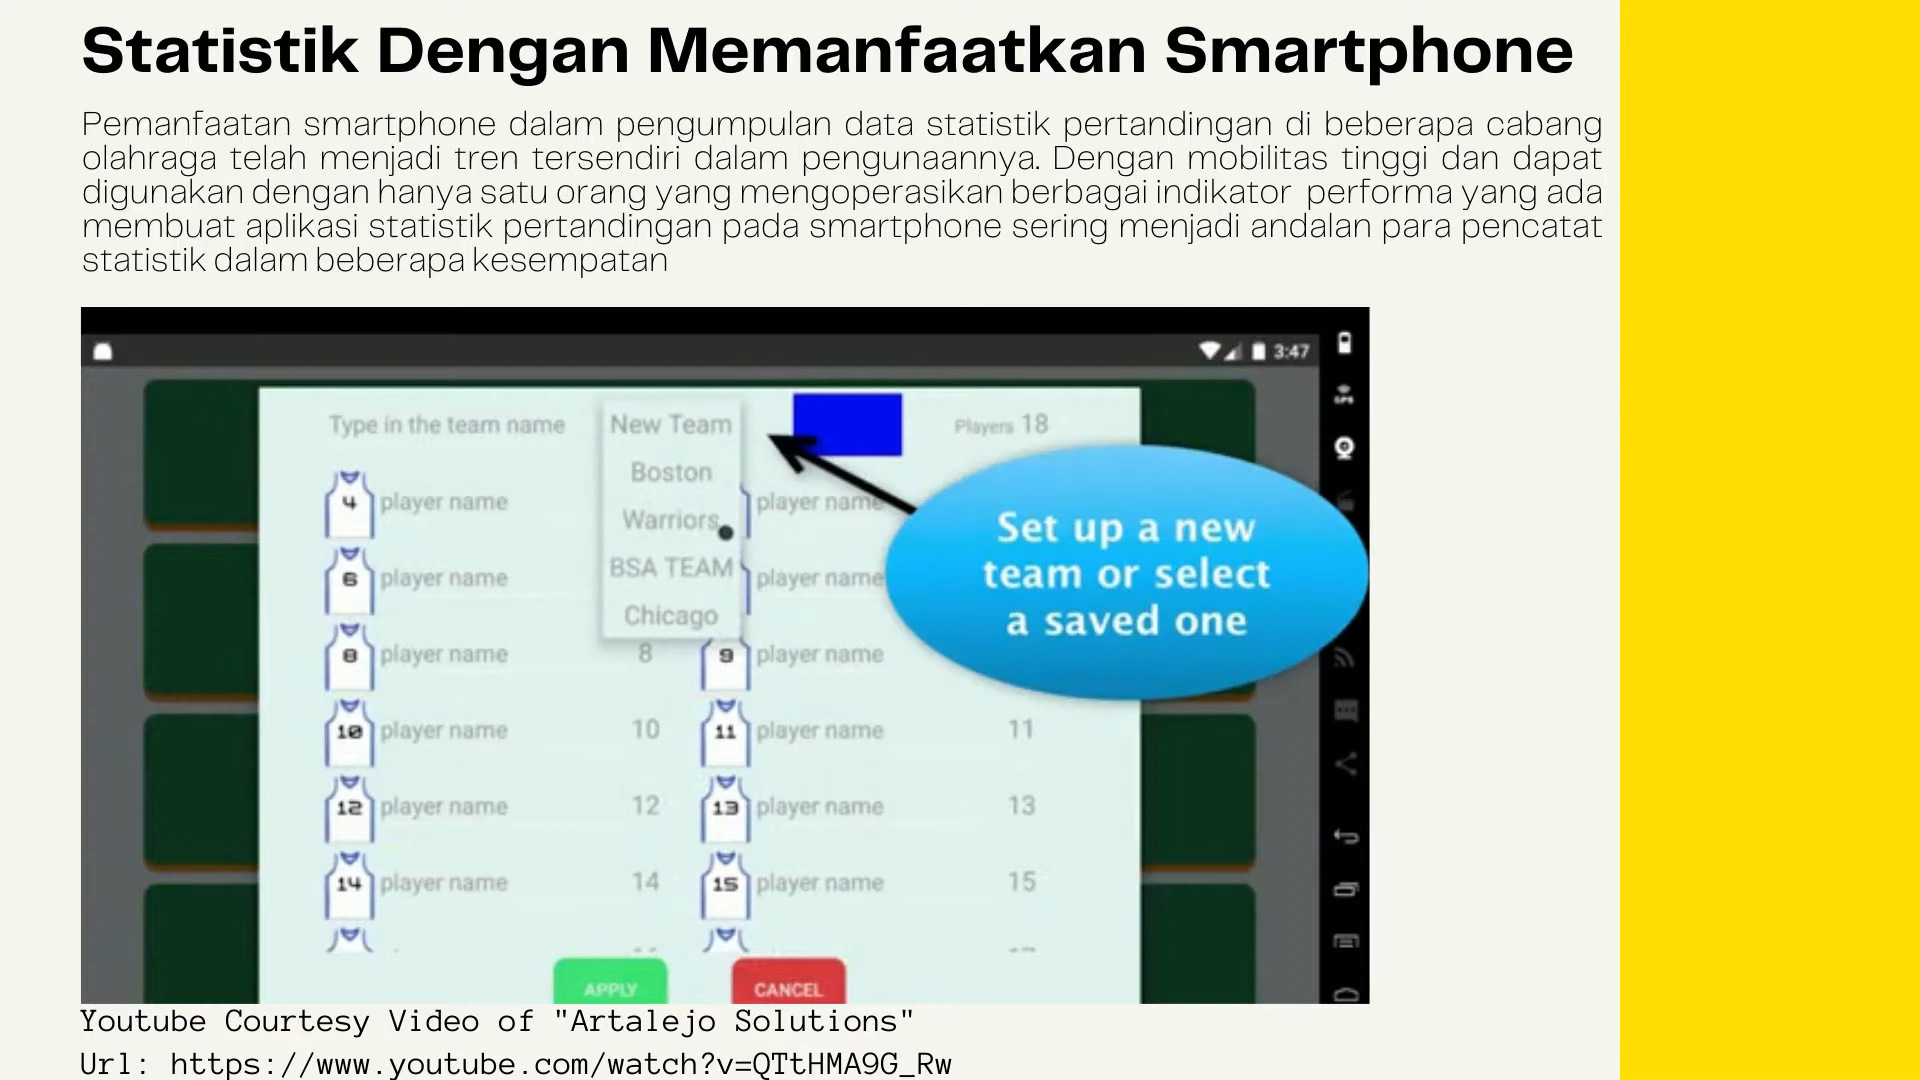 Statistik Dengan Memanfaatkan Smartphone
Pemanfaatan smartphone dalam pengumpulan data statistik pertandingan di beberapa cabang
olahraga telah menjadi tren tersendiri dalam pengunaannya. Dengan mobilitas tinggi dan dapat
digunakan dengan hanya satu orang yang mengoperasikan berbagai indikator performa yang ada
membuat aplikasi statistik pertandingan pada smartphone sering menjadi andalan para pencatat
statistik dalam beberapa kesempatan
3:47
GPS
Type in the team name
New Team
Players 18
Boston
Warriors
BSA TEAM
Chicago
4 player name
player name
6 player name
player name
8 player name 8
9 player name
10 player name 10
11 player name 11
12 player name 12
13 player name 13
14 player name 14
15 player name 15
Set up a new
team or select
a saved one
APPLY
CANCEL
Youtube Courtesy Video of "Artalejo Solutions"
Url: https://www.youtube.com/watch?v=QTtHMA9G_Rw